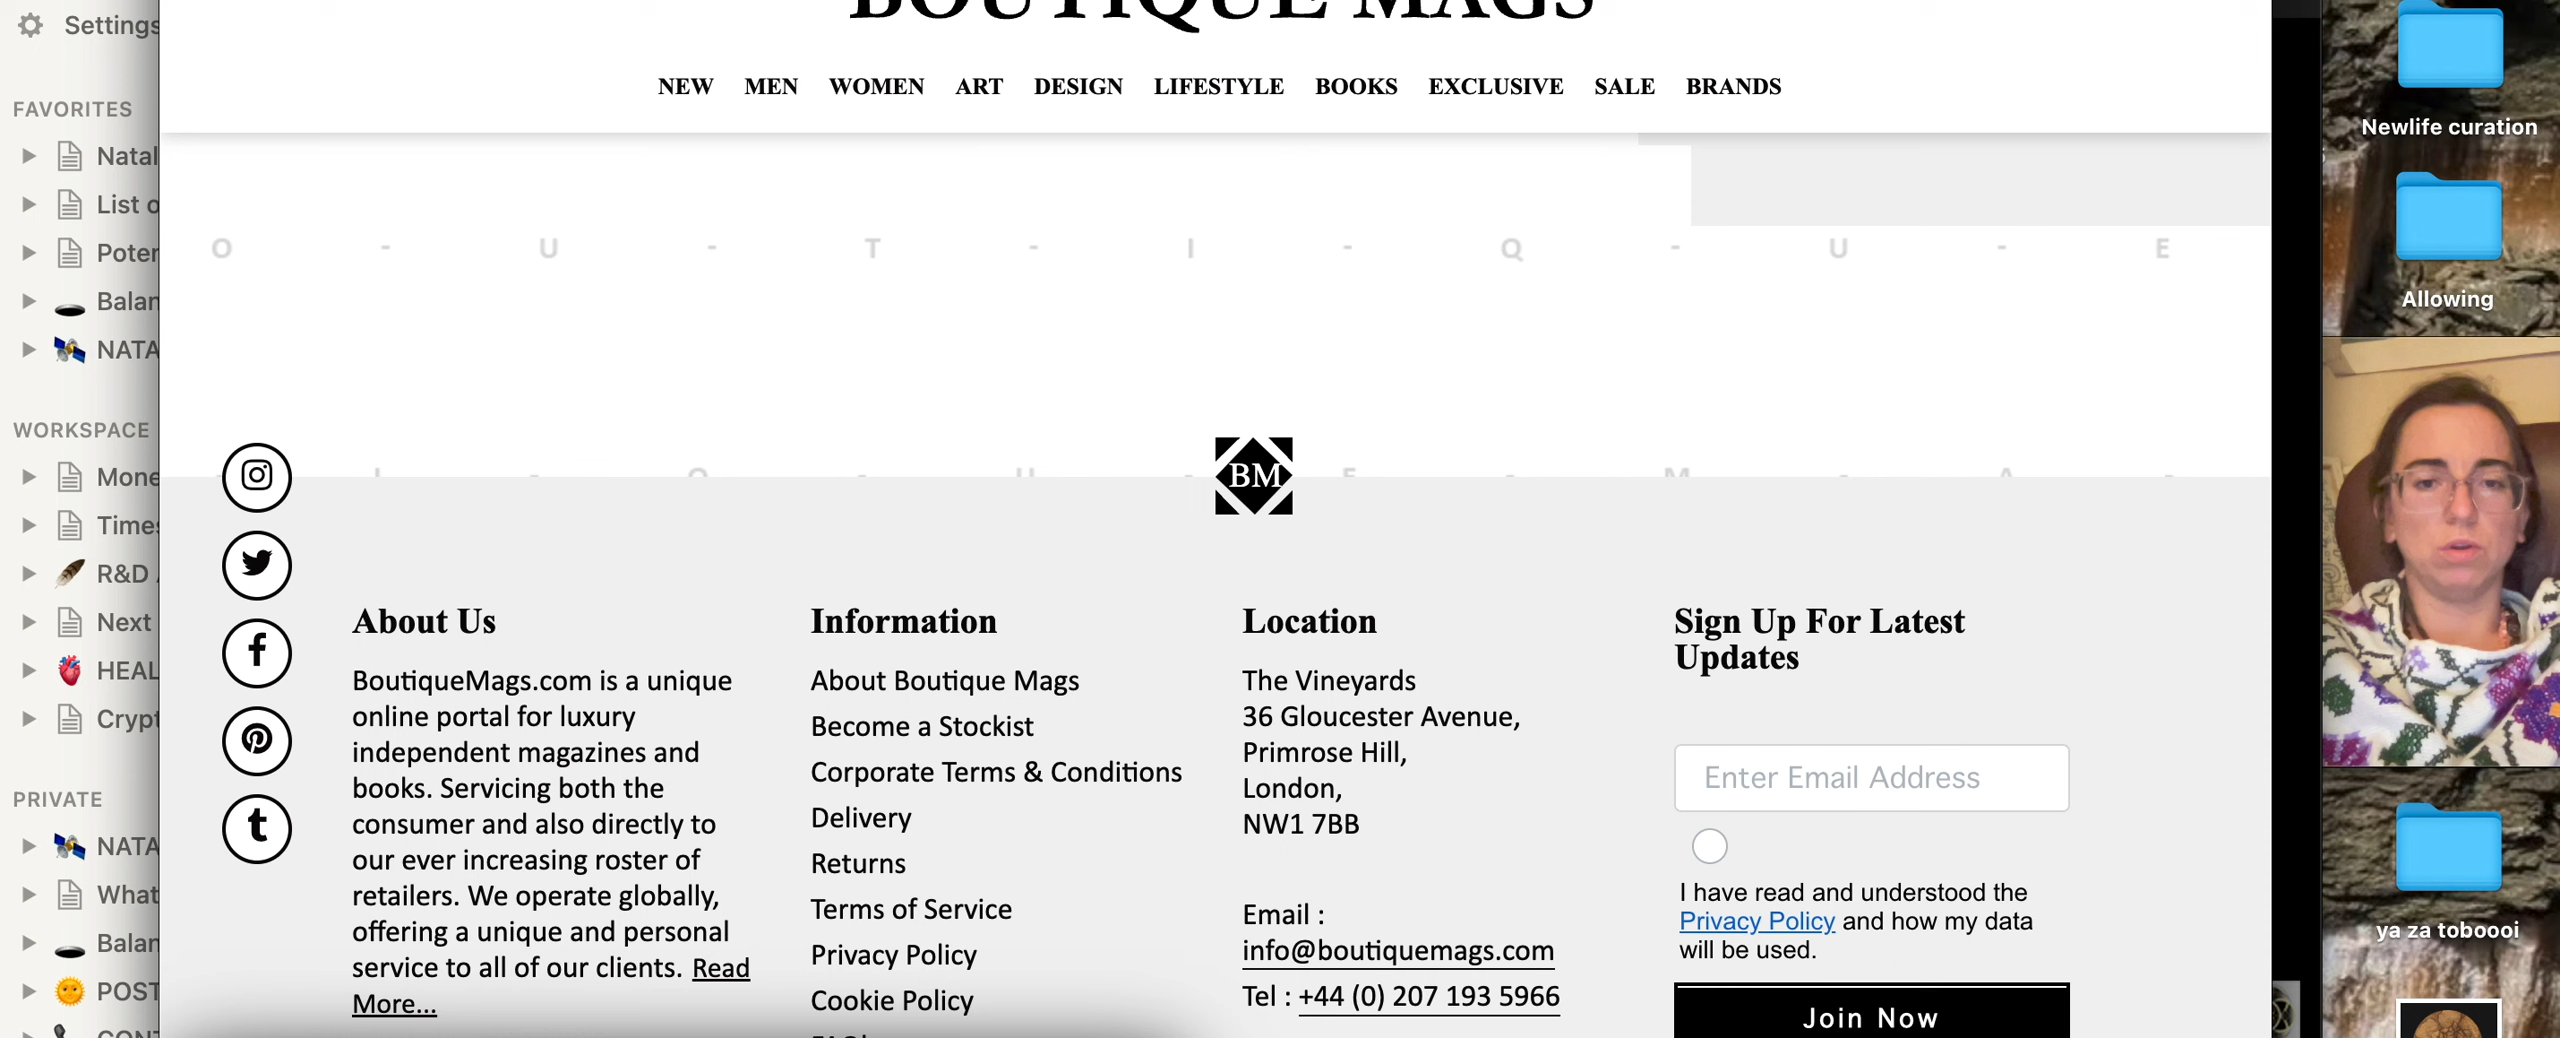 Settings
FAVORITES
Natal
List o
Poter
Balan
NATA
WORKSPACE
Mone
Times
R&D
Next
HEAL
Crypt
PRIVATE
NATA
What
Balan
POST
BOUTIQUE MAGS
NEW MEN WOMEN ART DESIGN LIFESTYLE BOOKS EXCLUSIVE SALE BRANDS
O - U - T - I - Q - U - E
BM
About Us
BoutiqueMags.com is a unique
online portal for luxury
independent magazines and
books. Servicing both the
consumer and also directly to
our ever increasing roster of
retailers. We operate globally,
offering a unique and personal
service to all of our clients. Read
More...
Information
About Boutique Mags
Become a Stockist
Corporate Terms & Conditions
Delivery
Returns
Terms of Service
Privacy Policy
Cookie Policy
Location
The Vineyards
36 Gloucester Avenue,
Primrose Hill,
London,
NW1 7BB
Email :
info@boutiquemags.com
Tel : +44 (0) 207 193 5966
Sign Up For Latest
Updates
Enter Email Address
I have read and understood the
Privacy Policy and how my data
will be used.
Join Now
Newlife curation
Allowing
ya za toboooi